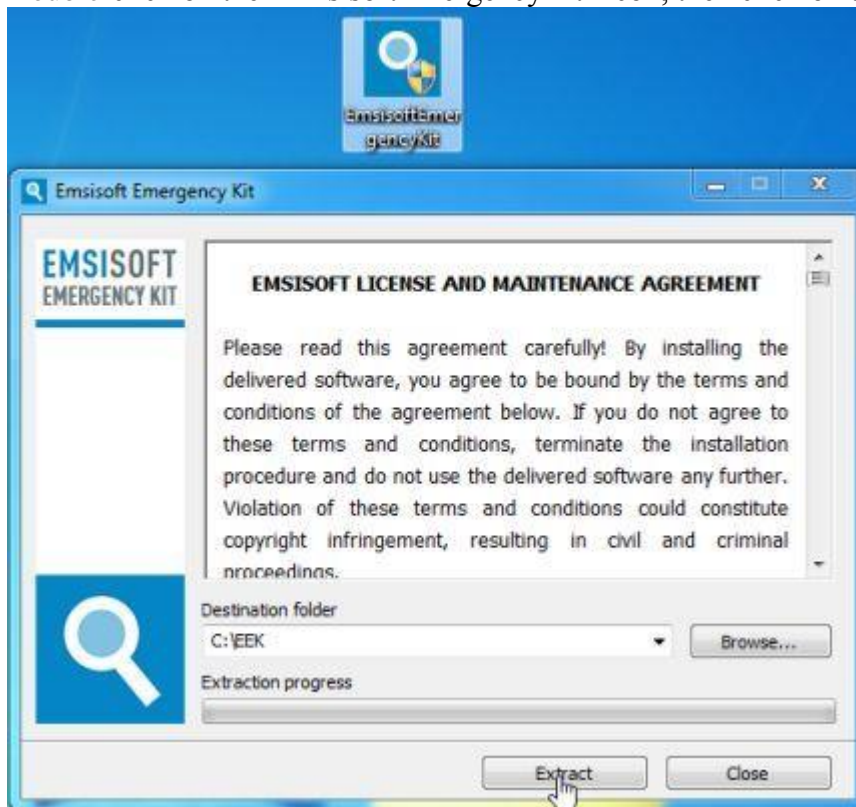 EmsisoftEmer
gencyKit
Emsisoft Emergency Kit
EMSISOFT
EMERGENCY KIT
EMSISOFT LICENSE AND MAINTENANCE AGREEMENT
Please read this agreement carefully! By installing the
delivered software, you agree to be bound by the terms and
conditions of the agreement below. If you do not agree to
these terms and conditions, terminate the installation
procedure and do not use the delivered software any further.
Violation of these terms and conditions could constitute
copyright infringement, resulting in civil and criminal
proceedings.
Destination folder
C:\EEK
Browse...
Extraction progress
Extract
Close